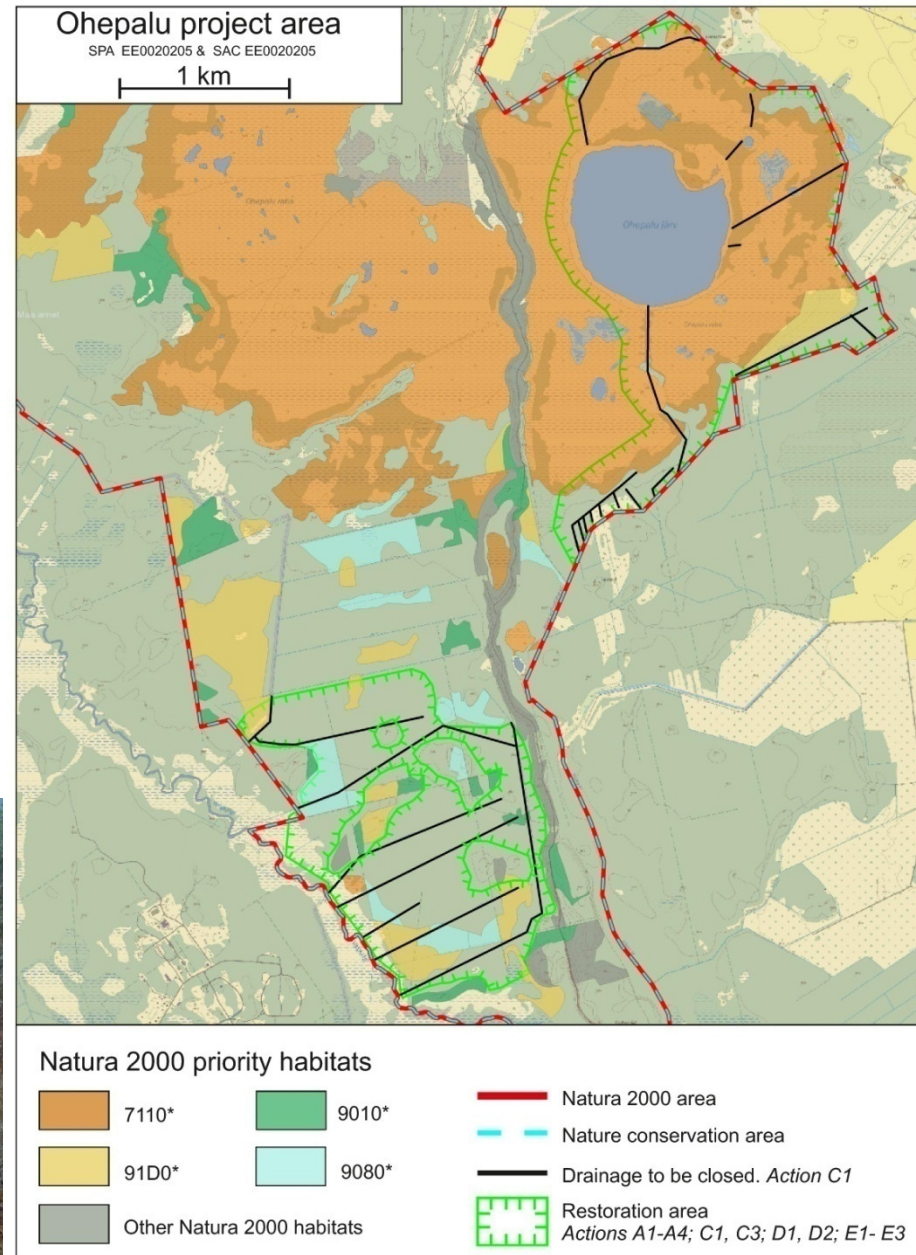 Ohepalu project area
SPA EE0020205 & SAC EE0020205
1 km
Ohepalu järv
Natura 2000 priority habitats
7110*
9010*
91D0*
9080*
Other Natura 2000 habitats
Natura 2000 area
Nature conservation area
Drainage to be closed. Action C1
Restoration area
Actions A1-A4; C1, C3; D1, D2; E1- E3